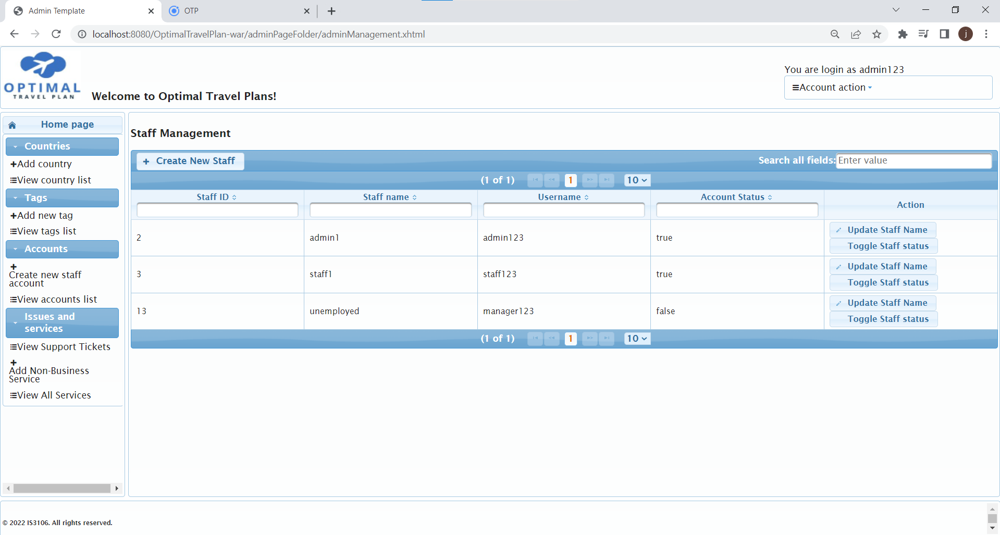 Admin Template
OTP
localhost:8080/OptimalTravelPlan-war/adminPageFolder/adminManagement.xhtml
j
OPTIMAL
TRAVEL PLAN
Welcome to Optimal Travel Plans!
You are login as admin123
Account action
Home page
Countries
Add country
View country list
Tags
Add new tag
View tags list
Accounts
Create new staff
account
View accounts list
Issues and
services
View Support Tickets
Add Non-Business
Service
View All Services
Staff Management
Create New Staff
Search all fields: Enter value
(1 of 1) 1 10
Staff ID Staff name Username Account Status Action
2 admin1 admin123 true Update Staff Name
Toggle Staff status
3 staff1 staff123 true Update Staff Name
Toggle Staff status
13 unemployed manager123 false Update Staff Name
Toggle Staff status
(1 of 1) 1 10
© 2022 IS3106. All rights reserved.